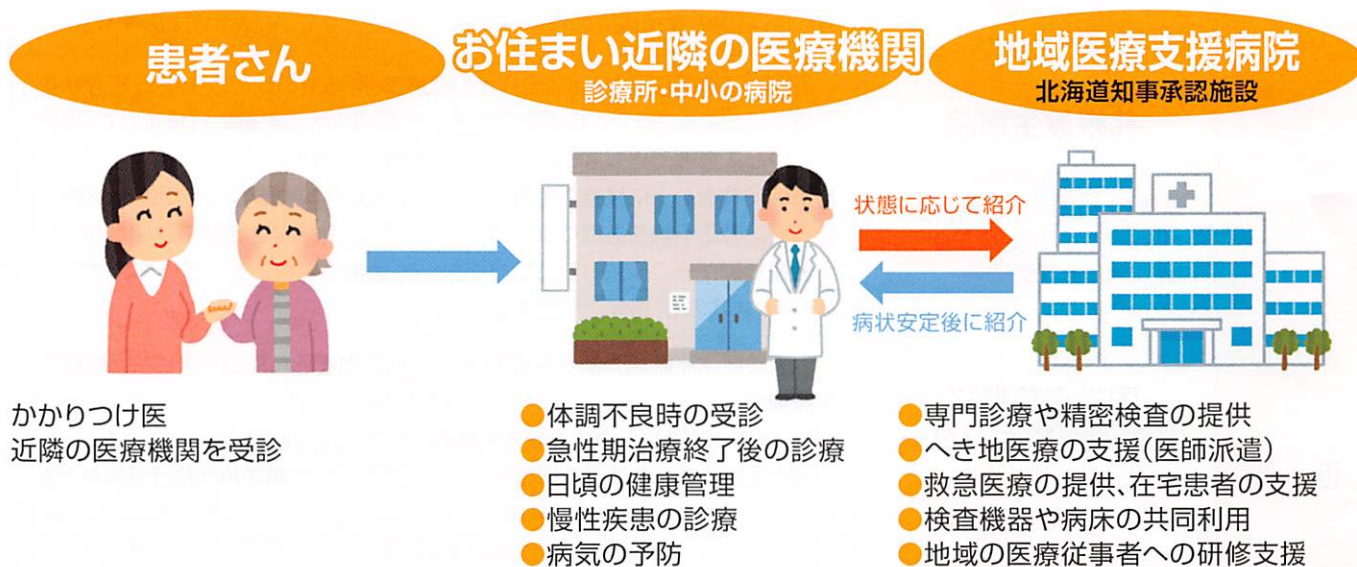 患者さん
お住まい近隣の医療機関
診療所・中小の病院
地域医療支援病院
北海道知事承認施設
状態に応じて紹介
病状安定後に紹介
かかりつけ医
近隣の医療機関を受診
●体調不良時の受診
●急性期治療終了後の診療
●日頃の健康管理
●慢性疾患の診療
●病気の予防
●専門診療や精密検査の提供
●へき地医療の支援(医師派遣)
●救急医療の提供、在宅患者の支援
●検査機器や病床の共同利用
●地域の医療従事者への研修支援